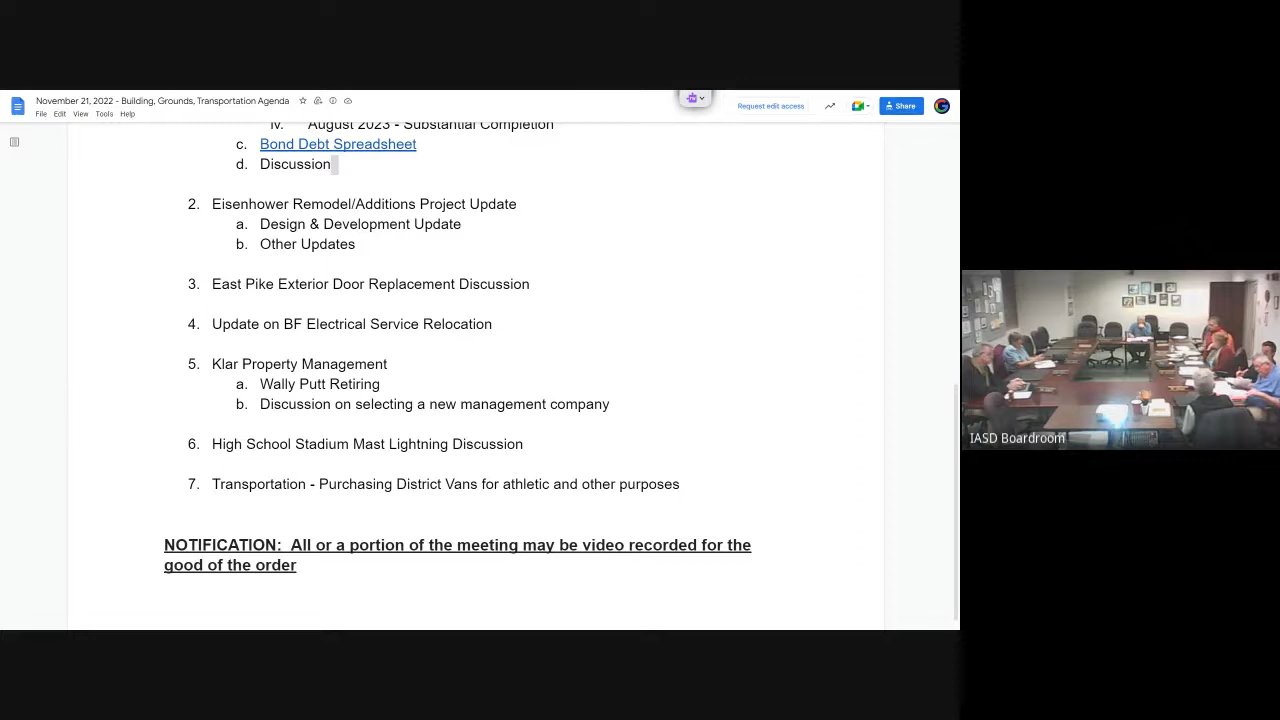 November 21, 2022 - Building, Grounds, Transportation Agenda
File Edit View Tools Help
Request edit access
Share
iv. August 2023 - Substantial Completion
c. Bond Debt Spreadsheet
d. Discussion
2. Eisenhower Remodel/Additions Project Update
a. Design & Development Update
b. Other Updates
3. East Pike Exterior Door Replacement Discussion
4. Update on BF Electrical Service Relocation
5. Klar Property Management
a. Wally Putt Retiring
b. Discussion on selecting a new management company
6. High School Stadium Mast Lightning Discussion
7. Transportation - Purchasing District Vans for athletic and other purposes
NOTIFICATION: All or a portion of the meeting may be video recorded for the
good of the order
IASD Boardroom